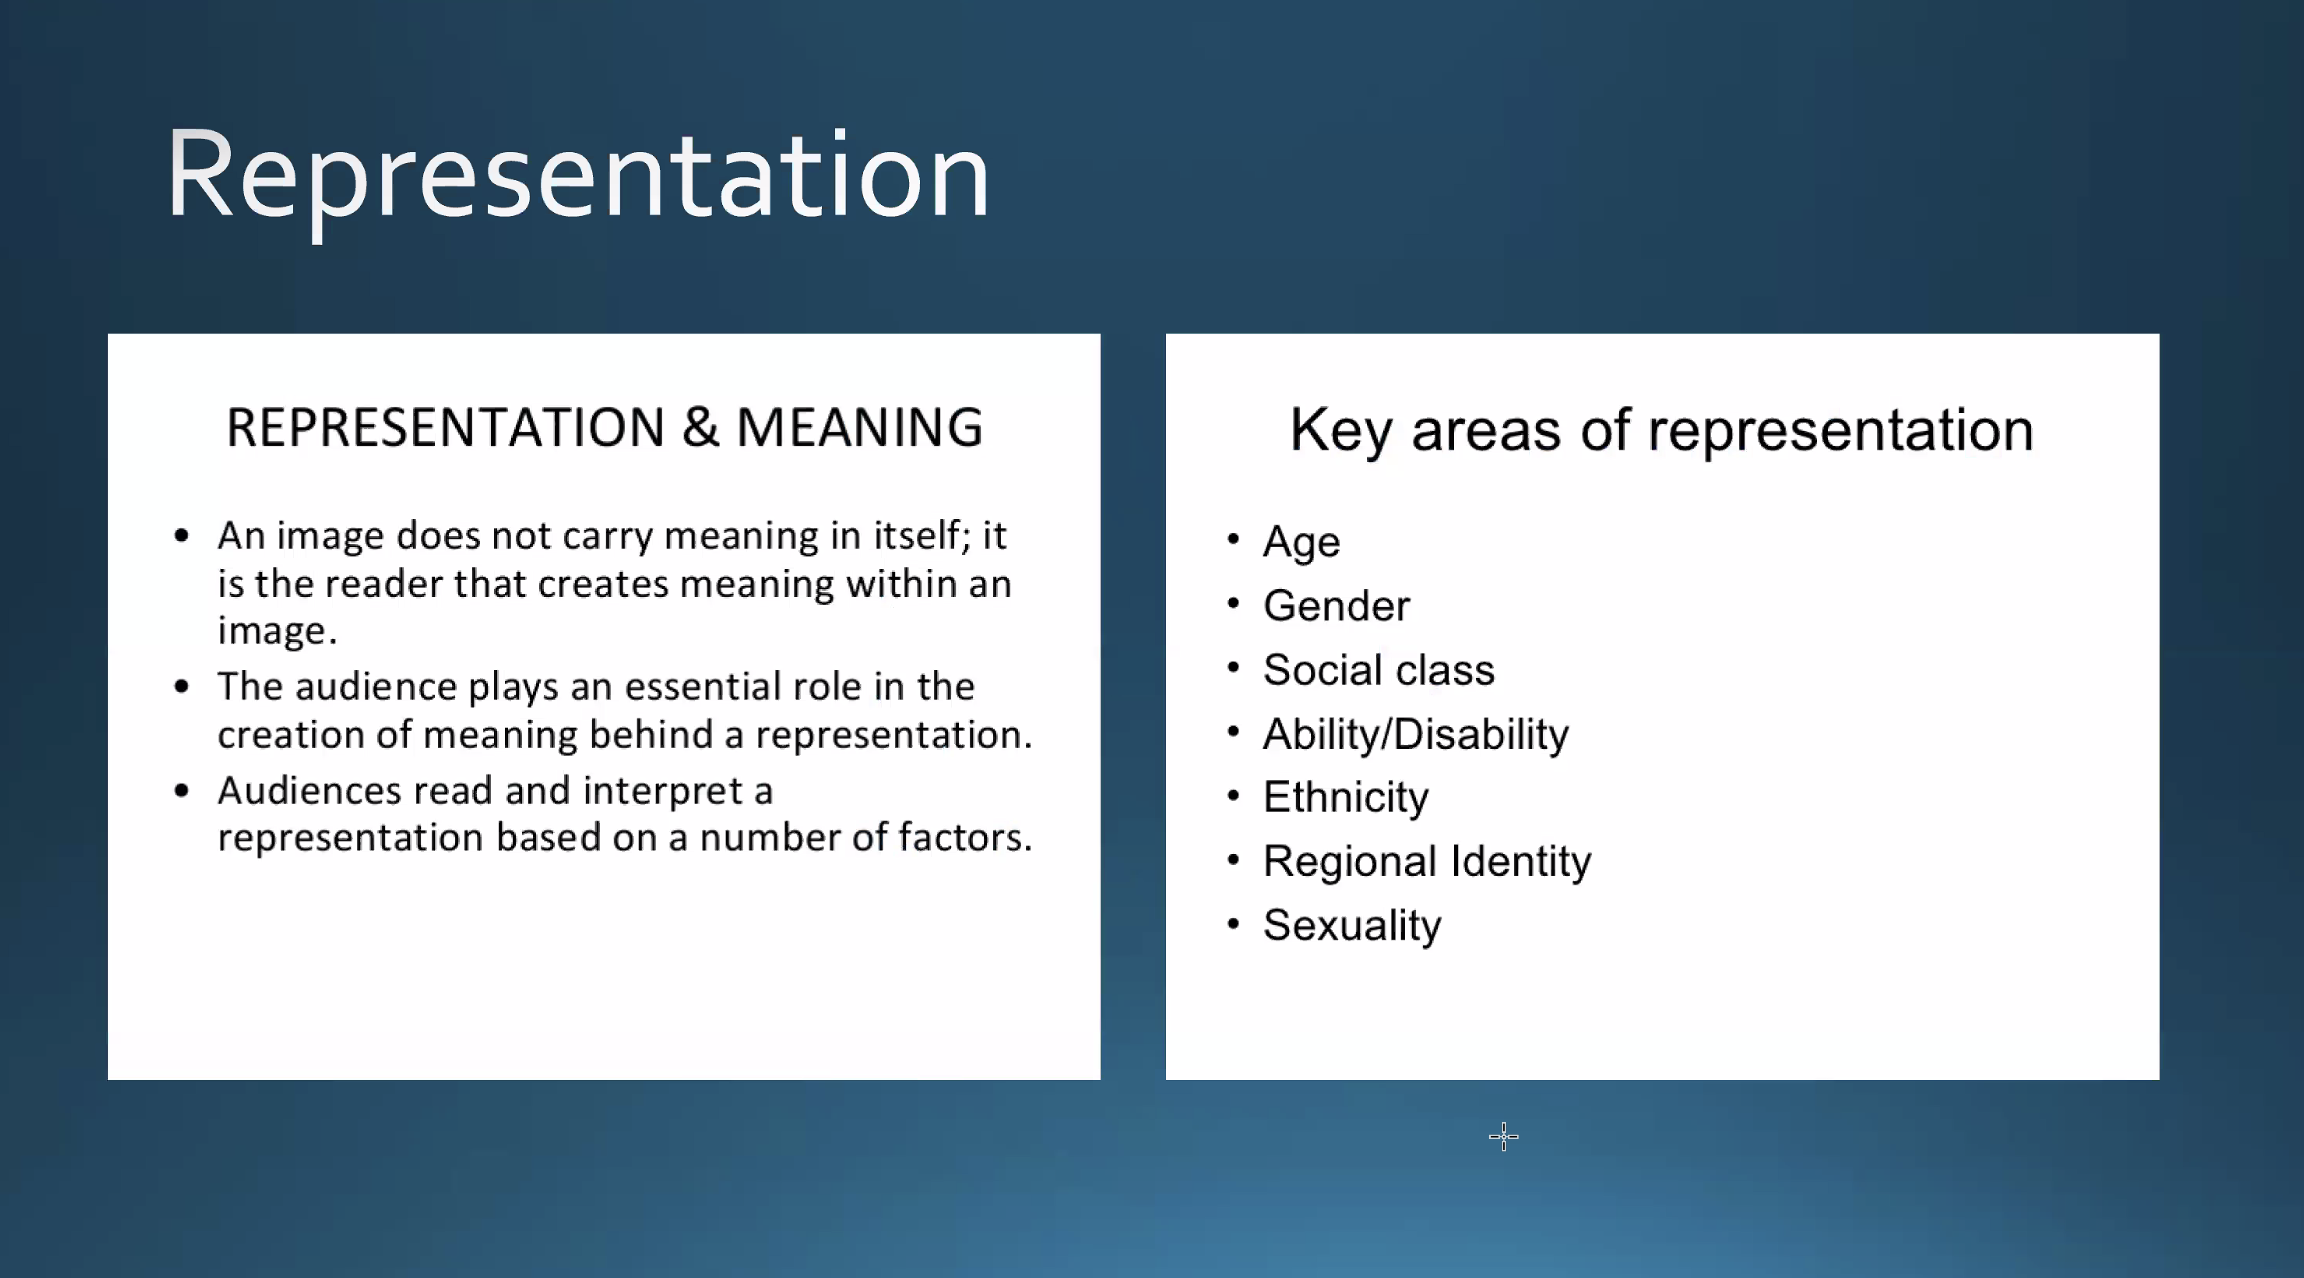 Representation
REPRESENTATION & MEANING
• An image does not carry meaning in itself; it
is the reader that creates meaning within an
image.
• The audience plays an essential role in the
creation of meaning behind a representation.
• Audiences read and interpret a
representation based on a number of factors.
Key areas of representation
• Age
• Gender
• Social class
• Ability/Disability
• Ethnicity
• Regional Identity
• Sexuality